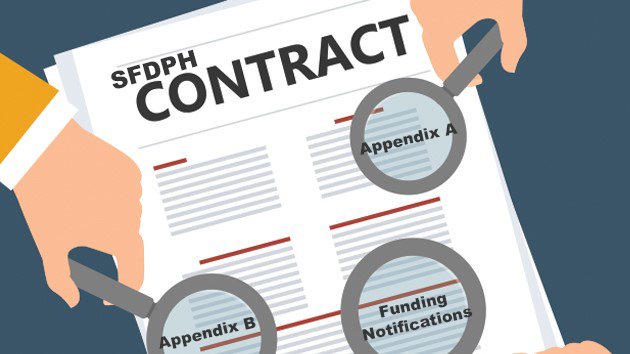 SFDPH
CONTRACT
Appendix A
Appendix B
Funding
Notifications